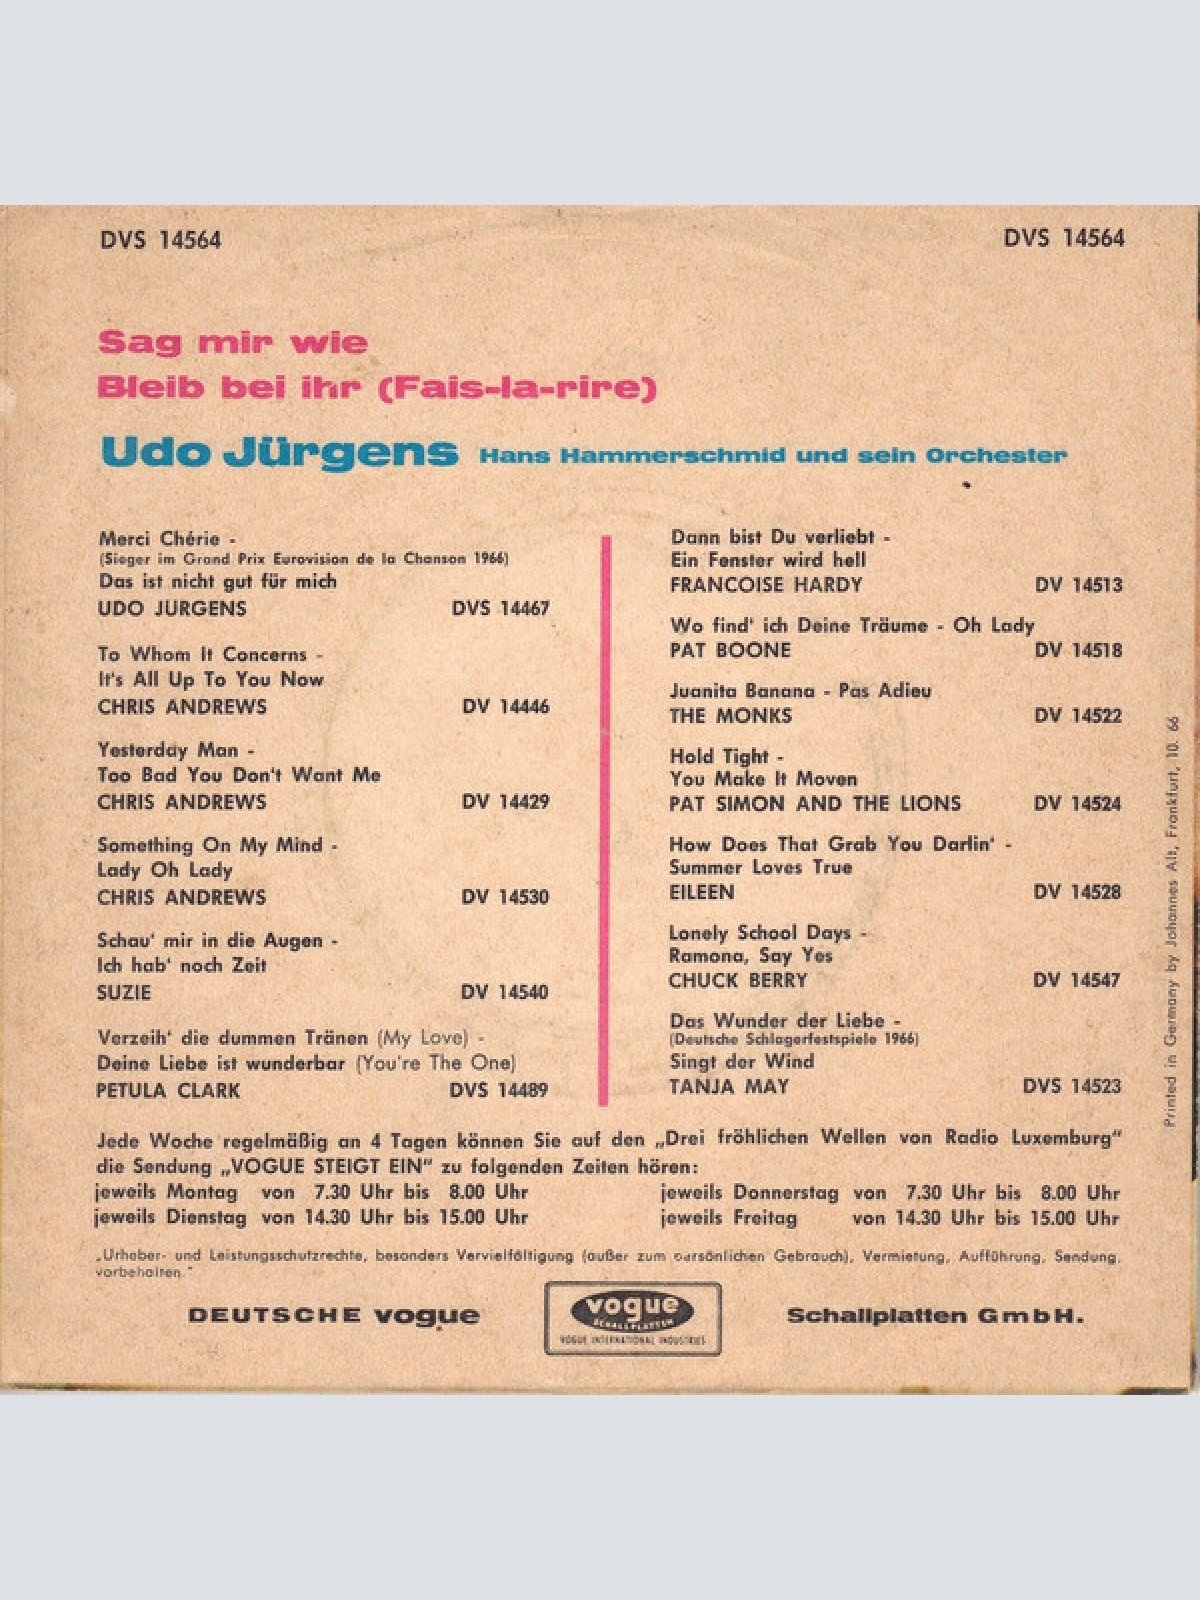 DVS 14564
DVS 14564
Sag mir wie
Bleib bei ihr (Fais-la-rire)
Udo Jürgens Hans Hammerschmid und sein Orchester
Merci Chérie -
(Sieger im Grand Prix Eurovision de la Chanson 1966)
Das ist nicht gut für mich
UDO JÜRGENS DVS 14467
To Whom It Concerns -
It's All Up To You Now
CHRIS ANDREWS DV 14446
Yesterday Man -
Too Bad You Don't Want Me
CHRIS ANDREWS DV 14429
Something On My Mind -
Lady Oh Lady
CHRIS ANDREWS DV 14530
Schau' mir in die Augen -
Ich hab' noch Zeit
SUZIE DV 14540
Verzeih' die dummen Tränen (My Love) -
Deine Liebe ist wunderbar (You're The One)
PETULA CLARK DVS 14489
Dann bist Du verliebt -
Ein Fenster wird hell
FRANCOISE HARDY DV 14513
Wo find' ich Deine Träume - Oh Lady
PAT BOONE DV 14518
Juanita Banana - Pas Adieu
THE MONKS DV 14522
Hold Tight -
You Make It Moven
PAT SIMON AND THE LIONS DV 14524
How Does That Grab You Darlin' -
Summer Loves True
EILEEN DV 14528
Lonely School Days -
Ramona, Say Yes
CHUCK BERRY DV 14547
Das Wunder der Liebe -
(Deutsche Schlagerfestspiele 1966)
Singt der Wind
TANJA MAY DVS 14523
Printed in Germany by Johannes Alt, Frankfurt, 10. 66
Jede Woche regelmäßig an 4 Tagen können Sie auf den „Drei fröhlichen Wellen von Radio Luxemburg"
die Sendung „VOGUE STEIGT EIN" zu folgenden Zeiten hören:
jeweils Montag von 7.30 Uhr bis 8.00 Uhr jeweils Donnerstag von 7.30 Uhr bis 8.00 Uhr
jeweils Dienstag von 14.30 Uhr bis 15.00 Uhr jeweils Freitag von 14.30 Uhr bis 15.00 Uhr
„Urheber- und Leistungsschutzrechte, besonders Vervielfältigung (außer zum persönlichen Gebrauch), Vermietung, Aufführung, Sendung,
vorbehalten."
DEUTSCHE vogue
vogue
SCHALLPLATTEN
VOGUE INTERNATIONAL INDUSTRIES
Schallplatten GmbH.